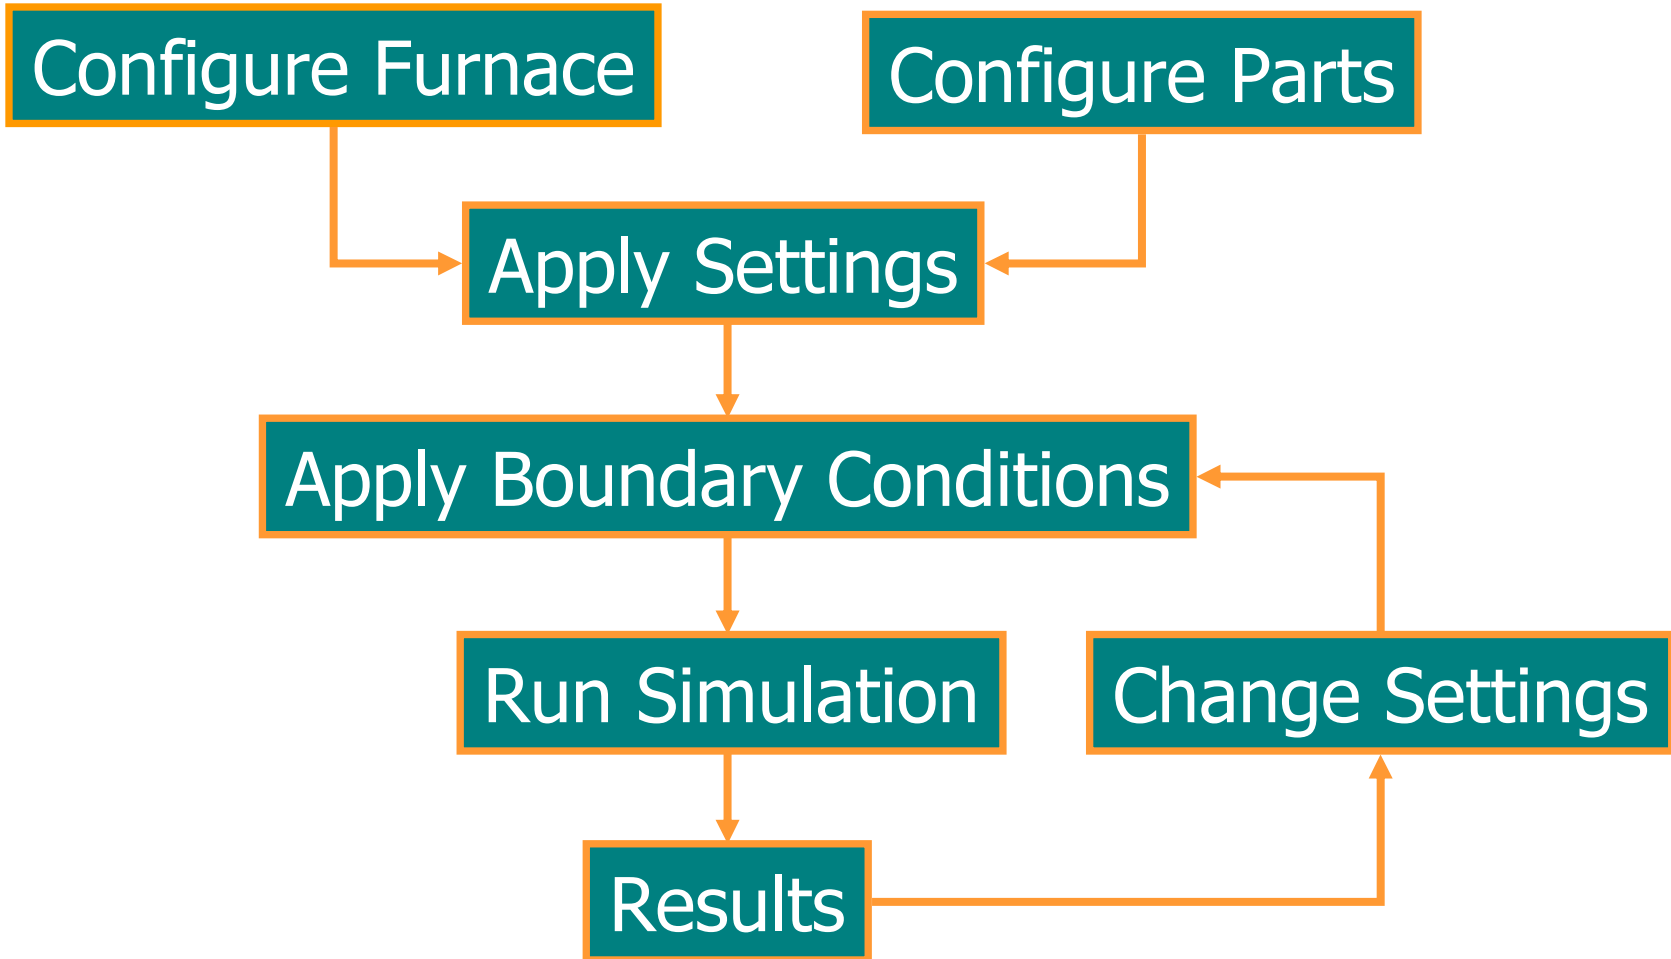 Configure Furnace
Configure Parts
Apply Settings
Apply Boundary Conditions
Run Simulation
Change Settings
Results